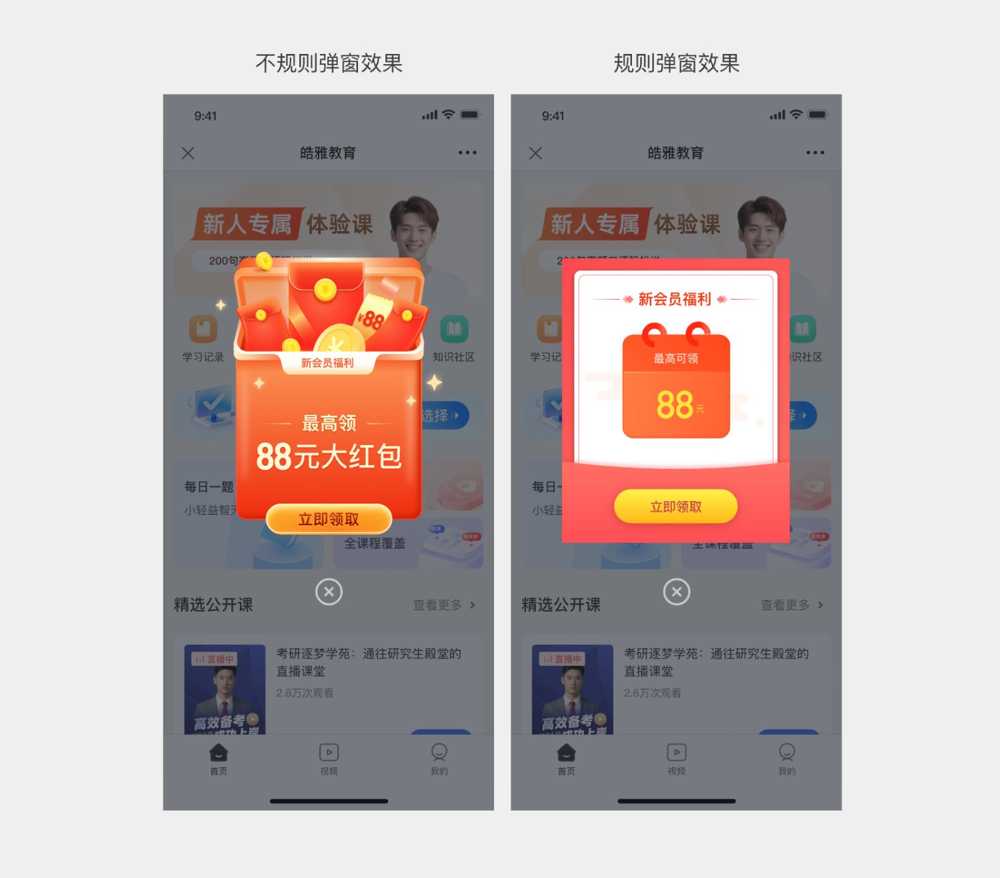 不规则弹窗效果
9:41
皓雅教育
新人专属 体验课
200句
¥88
新会员福利
学习记录
知识社区
最高领
选择
88元大红包
每日一题
小轻益智
立即领取
全课程覆盖
精选公开课
查看更多
直播中
考研逐梦学苑：通往研究生殿堂的
直播课堂
2.6万次观看
高效备考
首页
视频
我的
规则弹窗效果
9:41
皓雅教育
新人专属 体验课
新会员福利
最高可领
学习记
识社区
88元
择
每日一
小轻益
立即领取
全课程覆盖
精选公开课
查看更多
直播中
考研逐梦学苑：通往研究生殿堂的
直播课堂
2.6万次观看
高效备考
首页
视频
我的